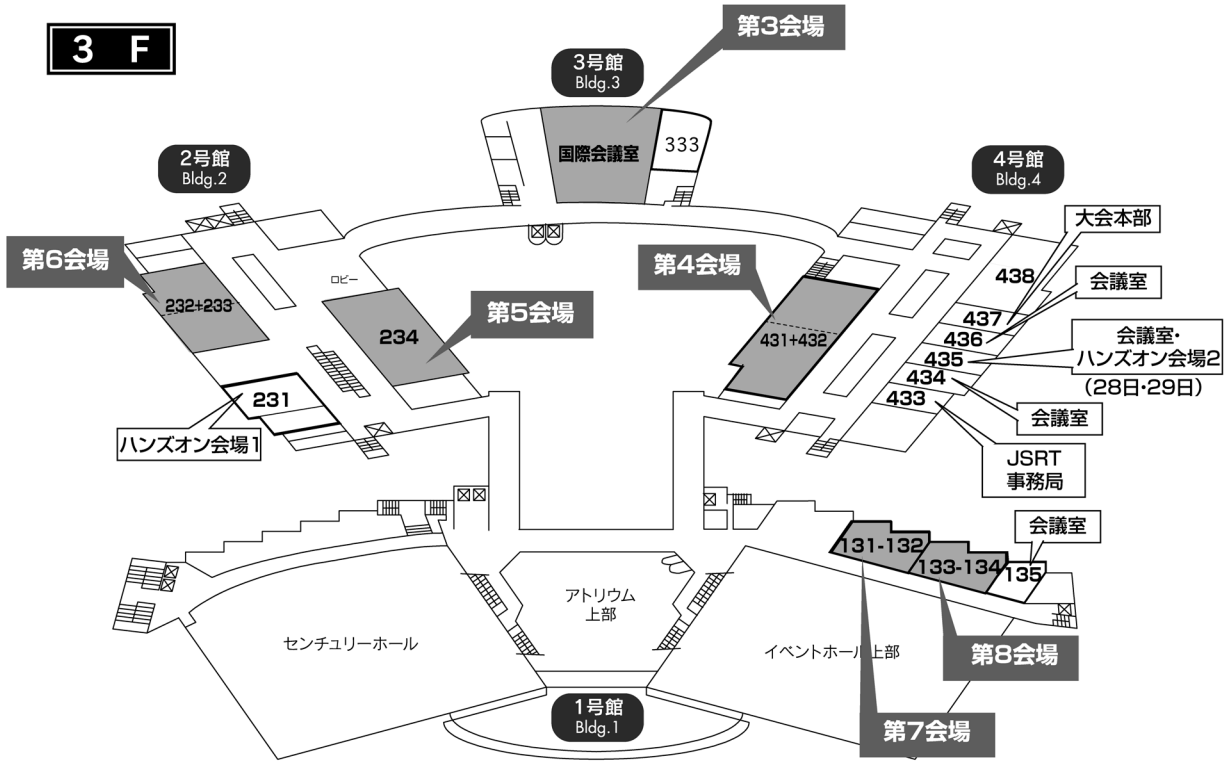 3 F
第3会場
3号館
Bldg.3
国際会議室
333
2号館
Bldg.2
4号館
Bldg.4
大会本部
第6会場
232+233
ロビー
第5会場
234
第4会場
431+432
438
437
436
435
434
433
会議室
会議室・
ハンズオン会場2
(28日・29日)
会議室
JSRT
事務局
231
ハンズオン会場1
会議室
131-132
133-134
135
アトリウム
上部
センチュリーホール
イベントホール上部
第8会場
第7会場
1号館
Bldg.1